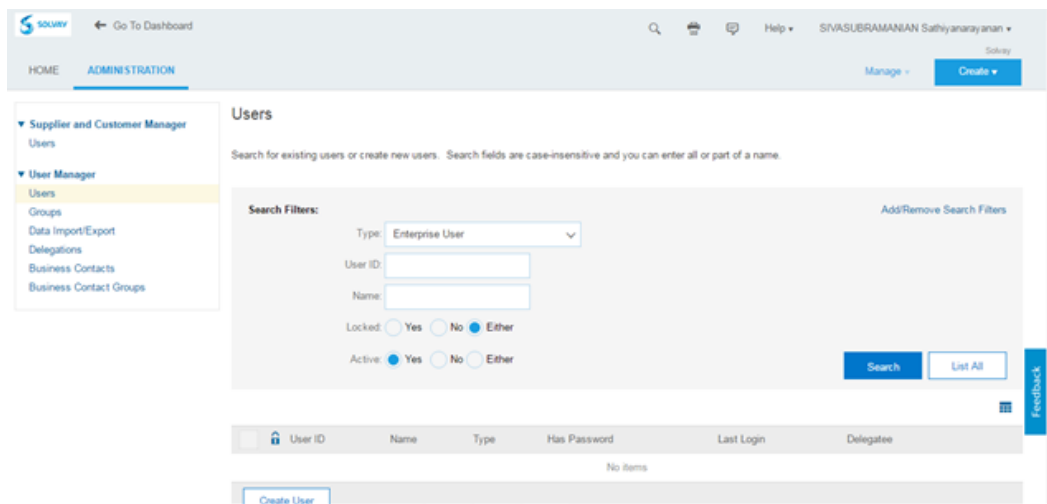 SOLVAY
Go To Dashboard
Help
SIVASUBRAMANIAN Sathiyanarayanan
Solvay
HOME
ADMINISTRATION
Manage
Create
Supplier and Customer Manager
Users
User Manager
Users
Groups
Data Import/Export
Delegations
Business Contacts
Business Contact Groups
Users
Search for existing users or create new users. Search fields are case-insensitive and you can enter all or part of a name.
Search Filters:
Add/Remove Search Filters
Type: Enterprise User
User ID:
Name:
Locked: Yes No Either
Active: Yes No Either
Search
List All
Feedback
User ID Name Type Has Password Last Login Delegatee
No items
Create User